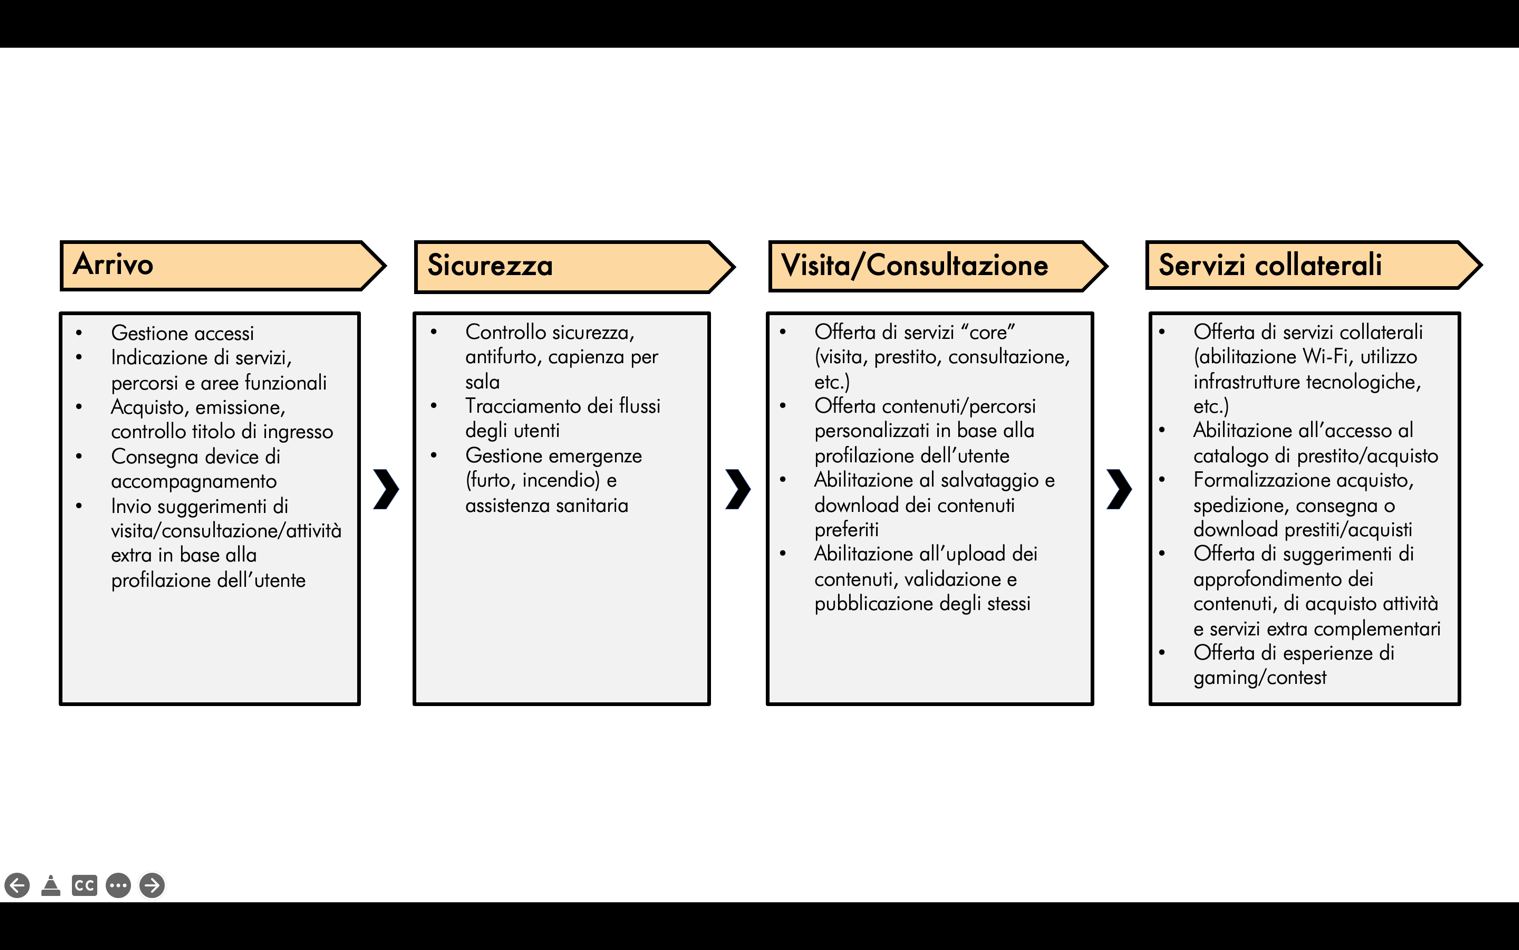 Arrivo
• Gestione accessi
• Indicazione di servizi,
percorsi e aree funzionali
• Acquisto, emissione,
controllo titolo di ingresso
• Consegna device di
accompagnamento
• Invio suggerimenti di
visita/consultazione/attività
extra in base alla
profilazione dell’utente
Sicurezza
• Controllo sicurezza,
antifurto, capienza per
sala
• Tracciamento dei flussi
degli utenti
• Gestione emergenze
(furto, incendio) e
assistenza sanitaria
Visita/Consultazione
• Offerta di servizi “core”
(visita, prestito, consultazione,
etc.)
• Offerta contenuti/percorsi
personalizzati in base alla
profilazione dell’utente
• Abilitazione al salvataggio e
download dei contenuti
preferiti
• Abilitazione all’upload dei
contenuti, validazione e
pubblicazione degli stessi
Servizi collaterali
• Offerta di servizi collaterali
(abilitazione Wi-Fi, utilizzo
infrastrutture tecnologiche,
etc.)
• Abilitazione all’accesso al
catalogo di prestito/acquisto
• Formalizzazione acquisto,
spedizione, consegna o
download prestiti/acquisti
• Offerta di suggerimenti di
approfondimento dei
contenuti, di acquisto attività
e servizi extra complementari
• Offerta di esperienze di
gaming/contest
CC